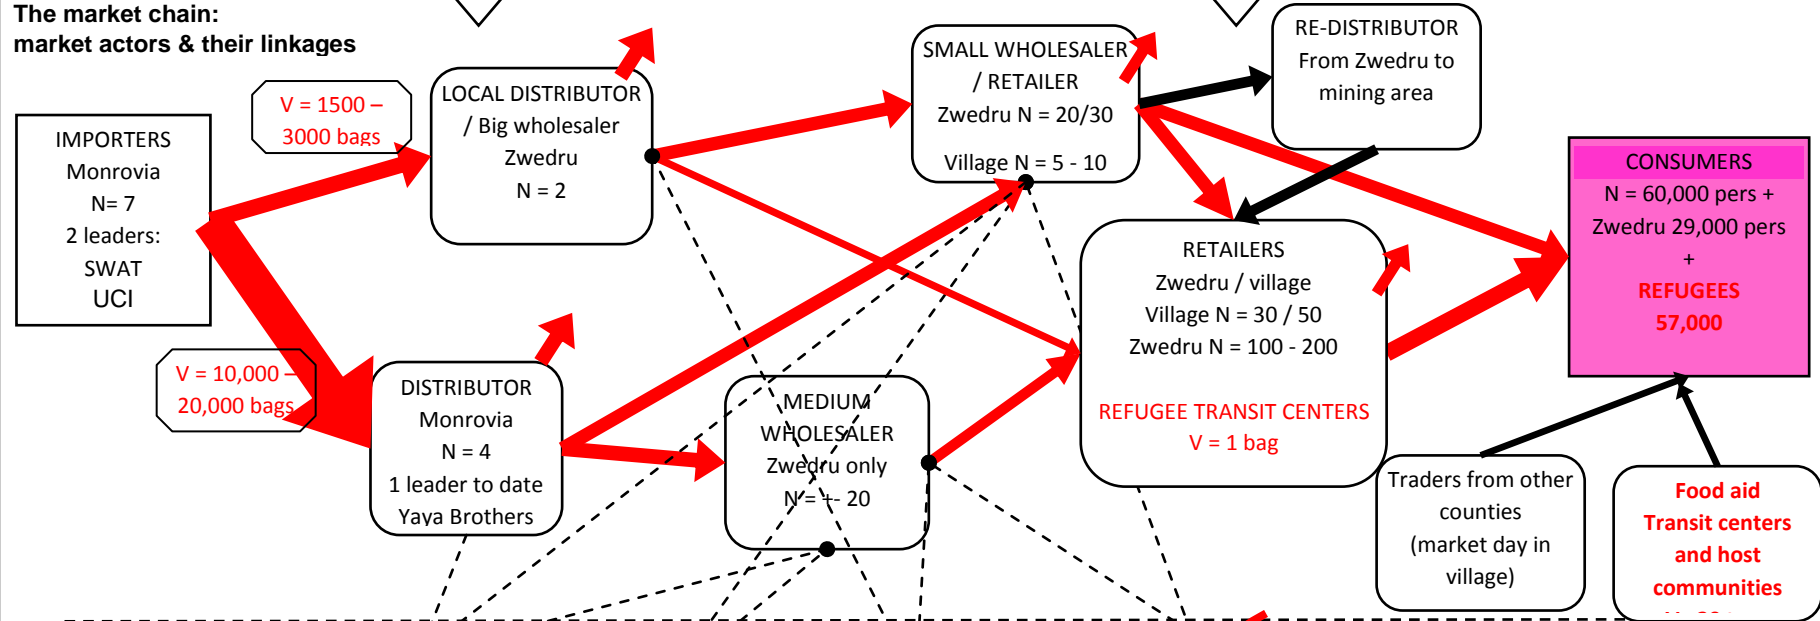 The market chain:
market actors & their linkages
IMPORTERS
Monrovia
N= 7
2 leaders:
SWAT
UCI
V = 1500 –
3000 bags
V = 10,000 –
20,000 bags
LOCAL DISTRIBUTOR
/ Big wholesaler
Zwedru
N = 2
DISTRIBUTOR
Monrovia
N = 4
1 leader to date
Yaya Brothers
SMALL WHOLESALER
/ RETAILER
Zwedru N = 20/30
Village N = 5 - 10
MEDIUM
WHOLESALER
Zwedru only
N = +- 20
RE-DISTRIBUTOR
From Zwedru to
mining area
RETAILERS
Zwedru / village
Village N = 30 / 50
Zwedru N = 100 - 200
REFUGEE TRANSIT CENTERS
V = 1 bag
CONSUMERS
N = 60,000 pers +
Zwedru 29,000 pers
+
REFUGEES
57,000
Traders from other
counties
(market day in
village)
Food aid
Transit centers
and host
communities